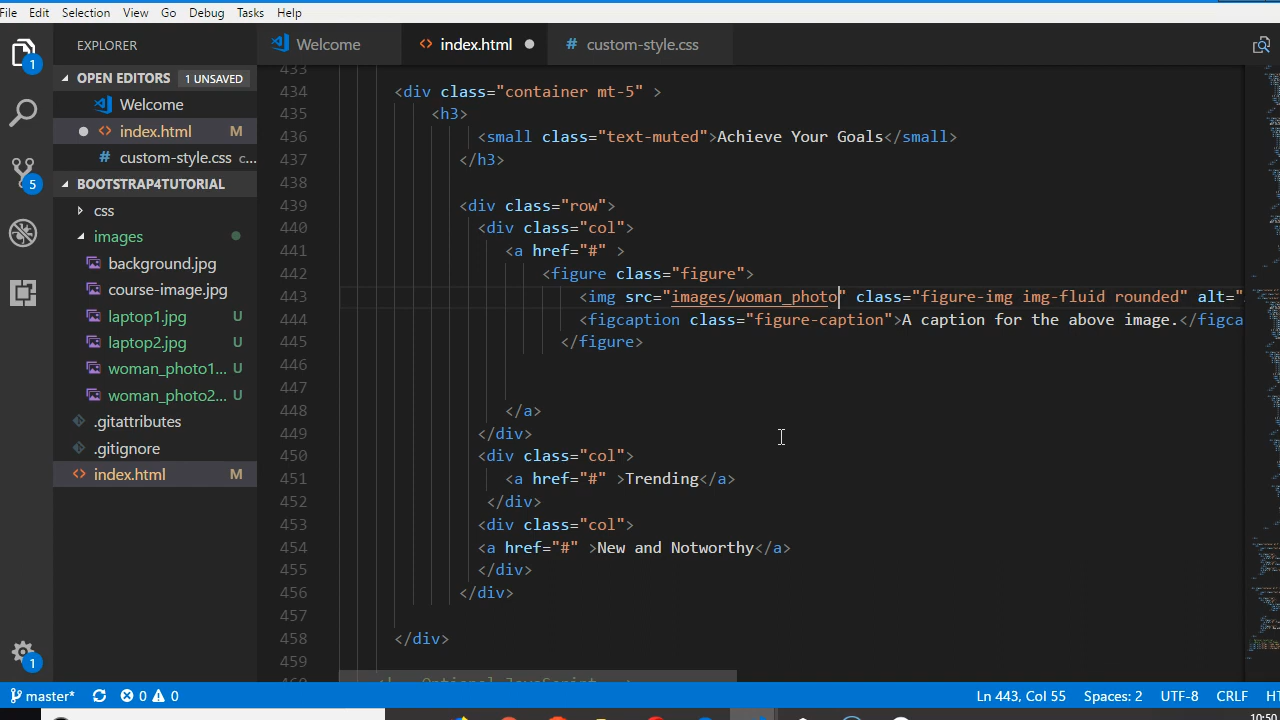 File Edit Selection View Go Debug Tasks Help
EXPLORER
OPEN EDITORS 1 UNSAVED
Welcome
index.html M
custom-style.css c...
BOOTSTRAP4TUTORIAL
css
images
background.jpg
course-image.jpg
laptop1.jpg U
laptop2.jpg U
woman_photo1... U
woman_photo2... U
.gitattributes
.gitignore
index.html M
1
5
1
Welcome
index.html
custom-style.css
433
434 <div class="container mt-5" >
435 <h3>
436 <small class="text-muted">Achieve Your Goals</small>
437 </h3>
438
439 <div class="row">
440 <div class="col">
441 <a href="#" >
442 <figure class="figure">
443 <img src="images/woman_photo" class="figure-img img-fluid rounded" alt="
444 <figcaption class="figure-caption">A caption for the above image.</figca
445 </figure>
446
447
448 </a>
449 </div>
450 <div class="col">
451 <a href="#" >Trending</a>
452 </div>
453 <div class="col">
454 <a href="#" >New and Notworthy</a>
455 </div>
456 </div>
457
458 </div>
459
master* 0 0
Ln 443, Col 55 Spaces: 2 UTF-8 CRLF HT
10:50